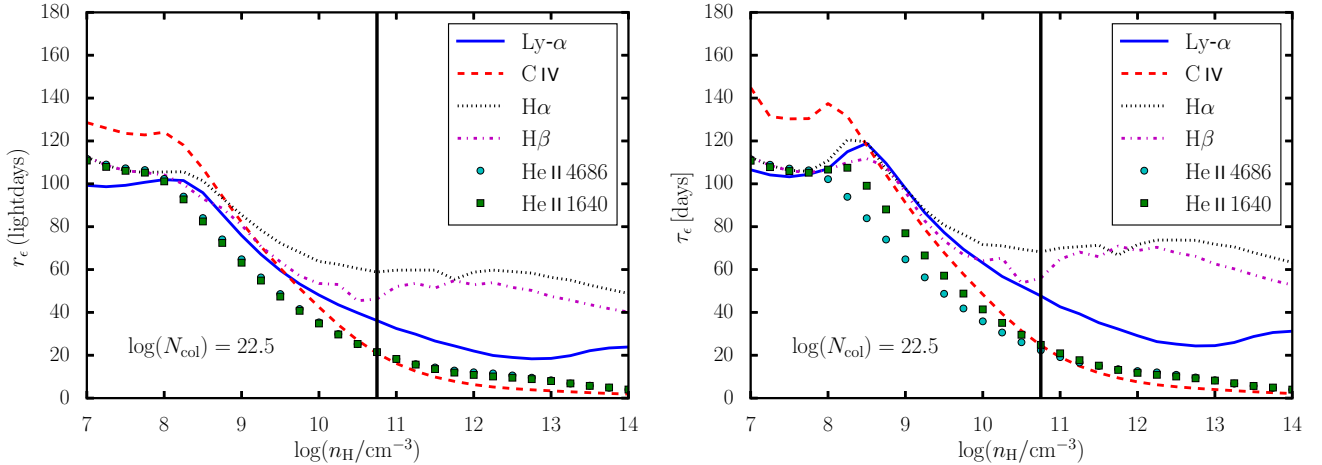 180
160
140
120
100
80
60
40
20
0
r_ϵ (lightdays)
Ly-α
C IV
Hα
Hβ
He II 4686
He II 1640
log(N_col) = 22.5
7 8 9 10 11 12 13 14
log(n_H/cm⁻³)
180
160
140
120
100
80
60
40
20
0
τ_ϵ [days]
Ly-α
C IV
Hα
Hβ
He II 4686
He II 1640
log(N_col) = 22.5
7 8 9 10 11 12 13 14
log(n_H/cm⁻³)